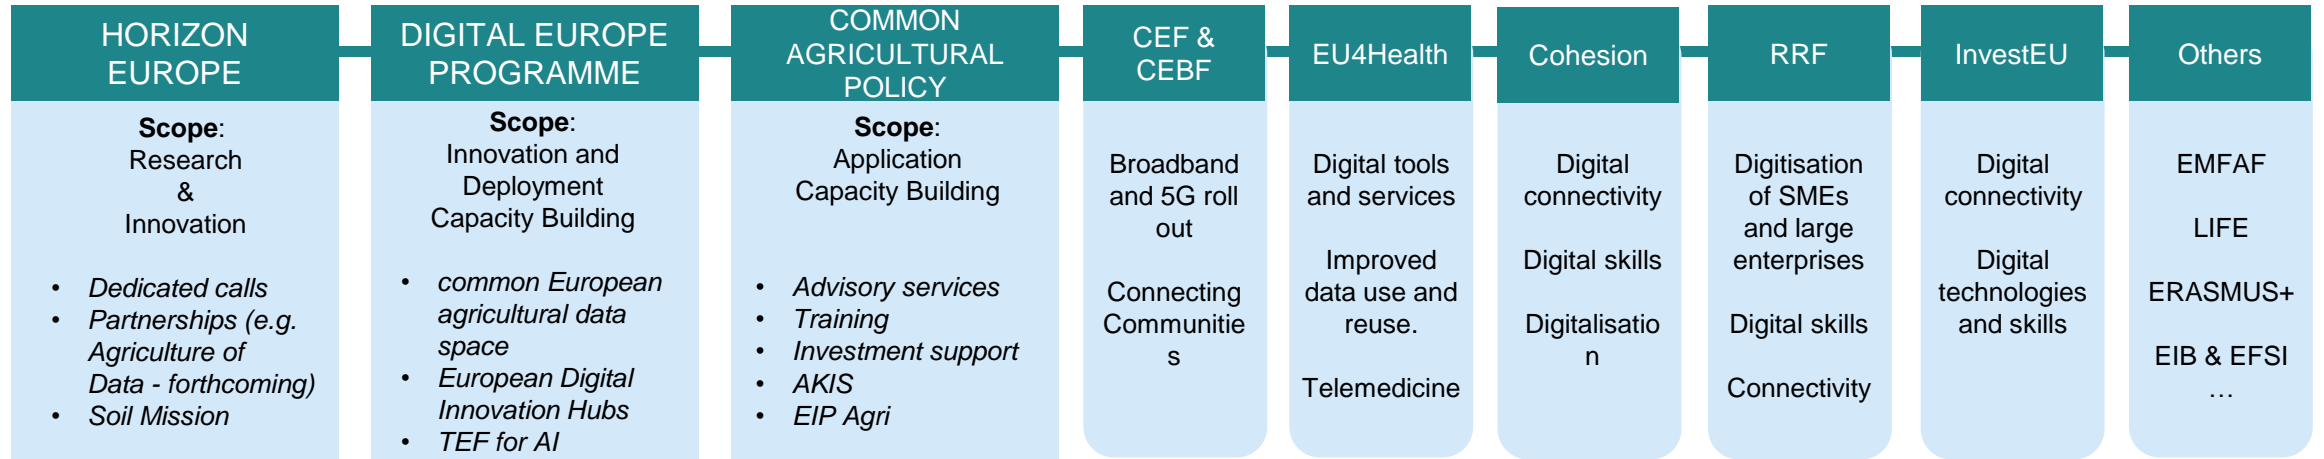 HORIZON
EUROPE
Scope:
Research
&
Innovation
• Dedicated calls
• Partnerships (e.g.
Agriculture of
Data - forthcoming)
• Soil Mission
DIGITAL EUROPE
PROGRAMME
Scope:
Innovation and
Deployment
Capacity Building
• common European
agricultural data
space
• European Digital
Innovation Hubs
• TEF for AI
COMMON
AGRICULTURAL
POLICY
Scope:
Application
Capacity Building
• Advisory services
• Training
• Investment support
• AKIS
• EIP Agri
CEF &
CEBF
Broadband
and 5G roll
out
Connecting
Communitie
s
EU4Health
Digital tools
and services
Improved
data use and
reuse.
Telemedicine
Cohesion
Digital
connectivity
Digital skills
Digitalisatio
n
RRF
Digitisation
of SMEs
and large
enterprises
Digital skills
Connectivity
InvestEU
Digital
connectivity
Digital
technologies
and skills
Others
EMFAF
LIFE
ERASMUS+
EIB & EFSI
…